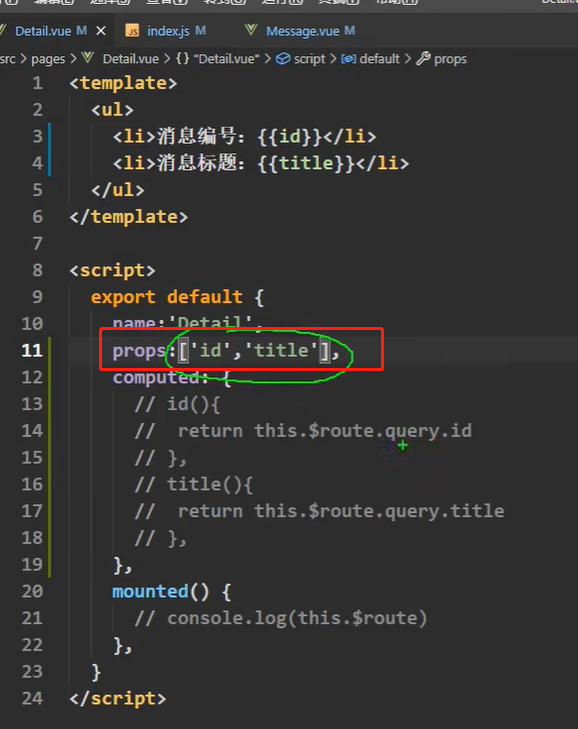 Detail.vue M × JS index.js M Message.vue M
src > pages > Detail.vue > {} "Detail.vue" > script > default > props
1 <template>
2 <ul>
3 <li>消息编号：{{id}}</li>
4 <li>消息标题：{{title}}</li>
5 </ul>
6 </template>
7
8 <script>
9 export default {
10 name:'Detail',
11 props:['id','title'],
12 computed: {
13 // id(){
14 // return this.$route.query.id
15 // },
16 // title(){
17 // return this.$route.query.title
18 // },
19 },
20 mounted() {
21 // console.log(this.$route)
22 },
23 }
24 </script>